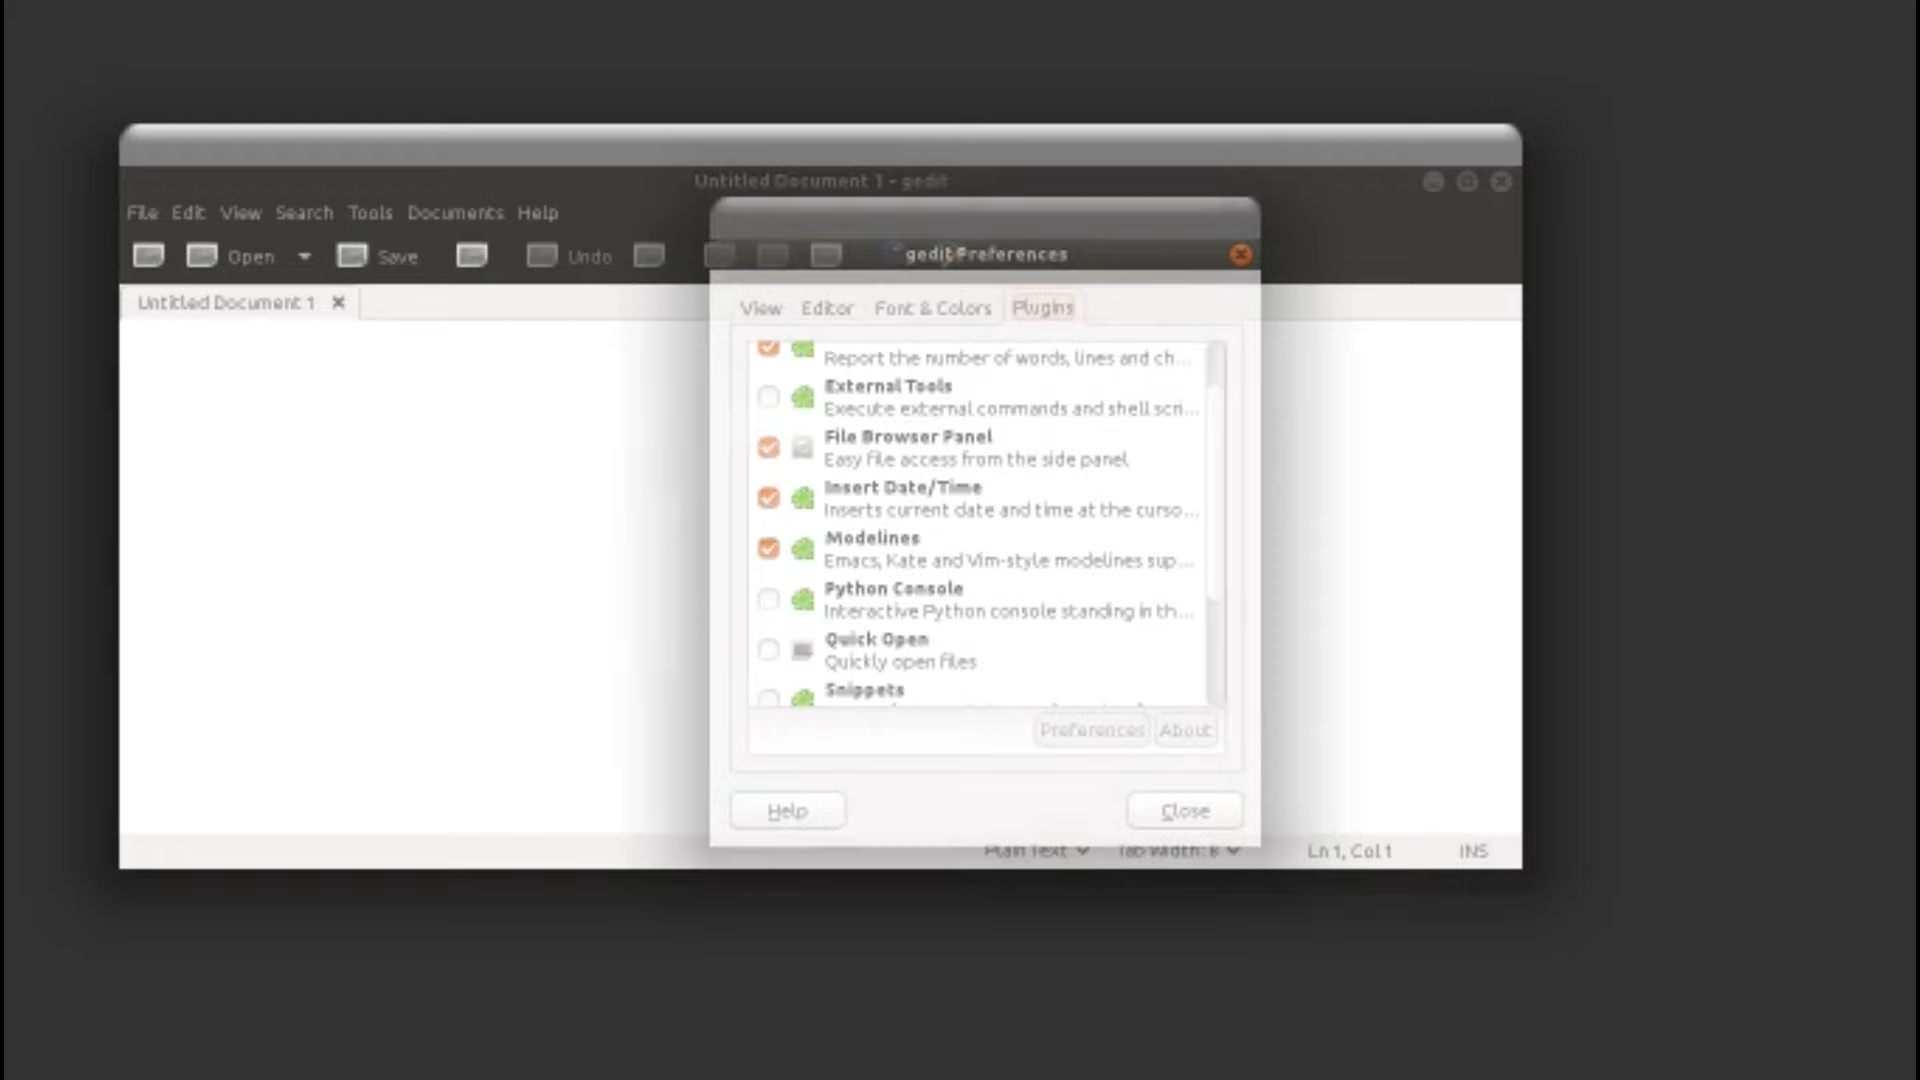 Untitled Document 1 - gedit
File Edit View Search Tools Documents Help
Open Save Undo
gedit Preferences
Untitled Document 1
View Editor Font & Colors Plugins
Report the number of words, lines and ch...
External Tools
Execute external commands and shell scri...
File Browser Panel
Easy file access from the side panel
Insert Date/Time
Inserts current date and time at the curso...
Modelines
Emacs, Kate and Vim-style modelines sup...
Python Console
Interactive Python console standing in th...
Quick Open
Quickly open files
Snippets
Preferences About
Help Close
Plain Text Tab Width: 8 Ln 1, Col 1 INS